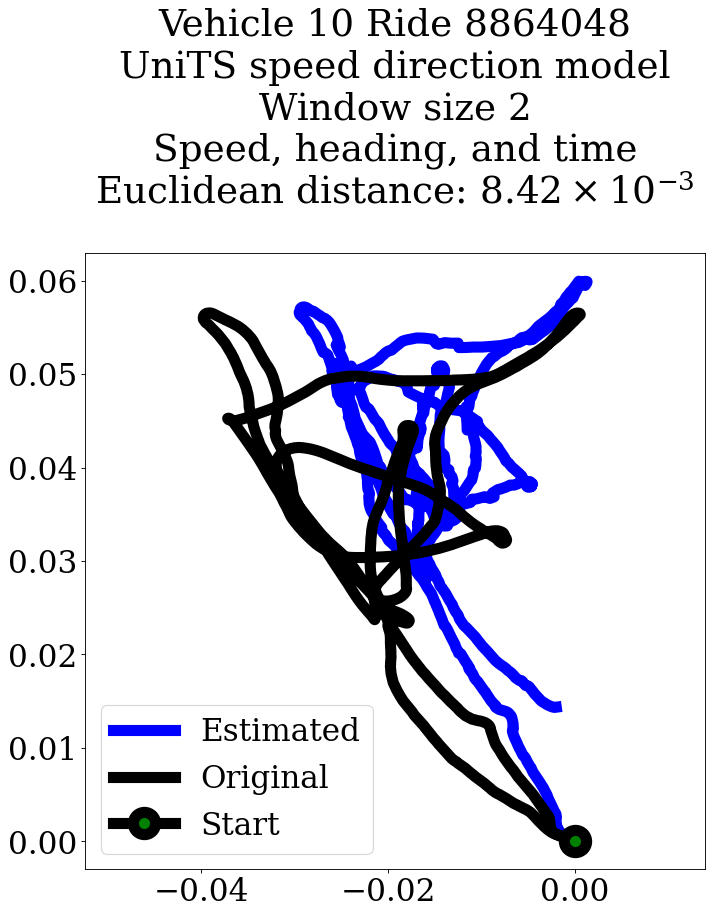 Vehicle 10 Ride 8864048
UniTS speed direction model
Window size 2
Speed, heading, and time
Euclidean distance: 8.42 × 10⁻³
0.06
0.05
0.04
0.03
0.02
0.01
0.00
Estimated
Original
Start
−0.04
−0.02
0.00